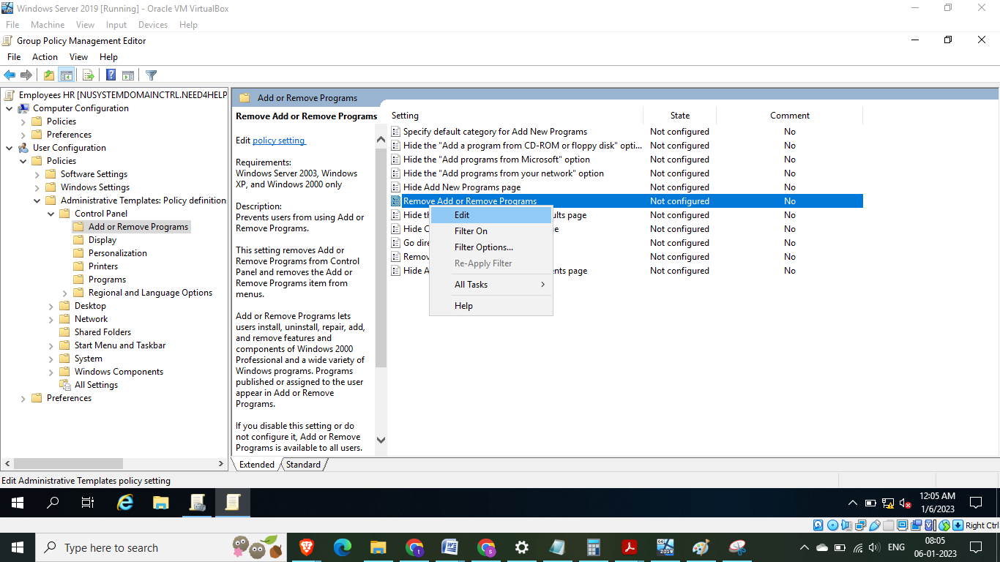 Windows Server 2019 [Running] - Oracle VM VirtualBox
File Machine View Input Devices Help
Group Policy Management Editor
File Action View Help
Employees HR [NUSYSTEMDOMAINCTRL.NEED4HELP
Computer Configuration
Policies
Preferences
User Configuration
Policies
Software Settings
Windows Settings
Administrative Templates: Policy definition
Control Panel
Add or Remove Programs
Display
Personalization
Printers
Programs
Regional and Language Options
Desktop
Network
Shared Folders
Start Menu and Taskbar
System
Windows Components
All Settings
Preferences
Add or Remove Programs
Remove Add or Remove Programs
Edit policy setting
Requirements:
Windows Server 2003, Windows
XP, and Windows 2000 only
Description:
Prevents users from using Add or
Remove Programs.
This setting removes Add or
Remove Programs from Control
Panel and removes the Add or
Remove Programs item from
menus.
Add or Remove Programs lets
users install, uninstall, repair, add,
and remove features and
components of Windows 2000
Professional and a wide variety of
Windows programs. Programs
published or assigned to the user
appear in Add or Remove
Programs.
If you disable this setting or do
not configure it, Add or Remove
Programs is available to all users.
Setting State Comment
Specify default category for Add New Programs Not configured No
Hide the "Add a program from CD-ROM or floppy disk" opti... Not configured No
Hide the "Add programs from Microsoft" option Not configured No
Hide the "Add programs from your network" option Not configured No
Hide Add New Programs page Not configured No
Remove Add or Remove Programs Not configured No
Hide th ults page Not configured No
Hide C e Not configured No
Go dire Not configured No
Remov Not configured No
Hide A ents page Not configured No
Edit
Filter On
Filter Options...
Re-Apply Filter
All Tasks
Help
Extended Standard
Edit Administrative Templates policy setting
12:05 AM
1/6/2023
Right Ctrl
Type here to search
2019
ENG
08:05
06-01-2023